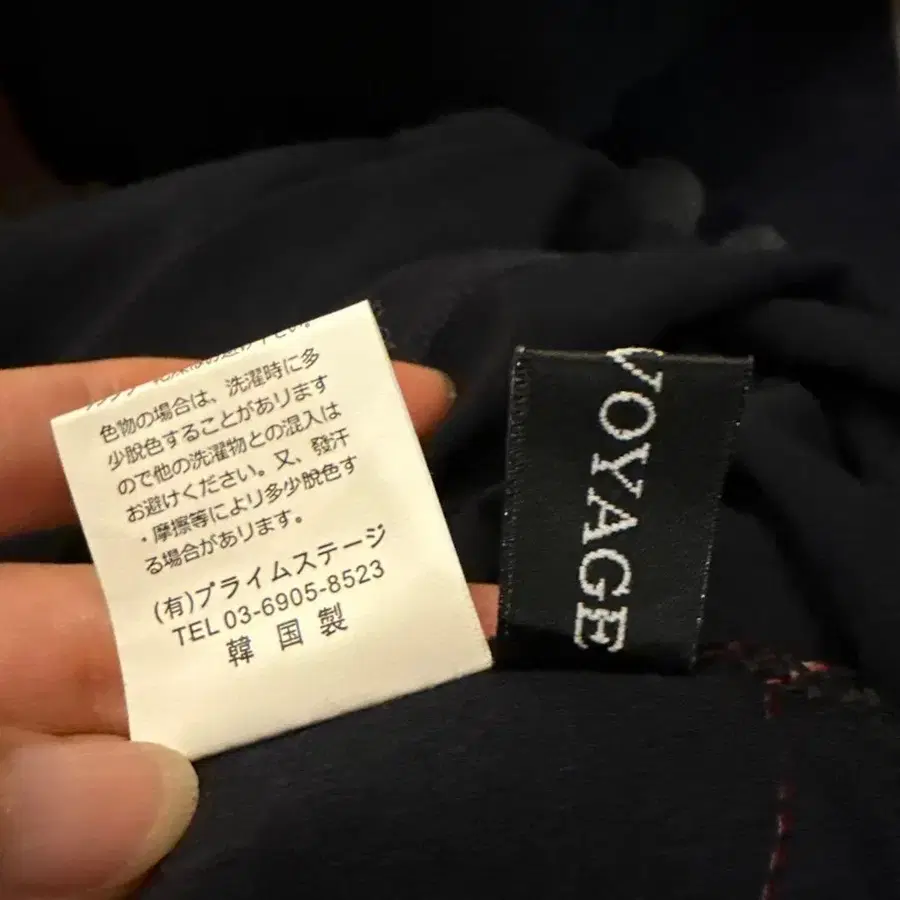 色物の場合は、洗濯時に多
少脱色することがあります
ので他の洗濯物との混入は
お避けください。又、發汗
・摩擦等により多少脱色す
る場合があります。
(有)プライムステージ
TEL 03-6905-8523
韓国製
VOYAGE